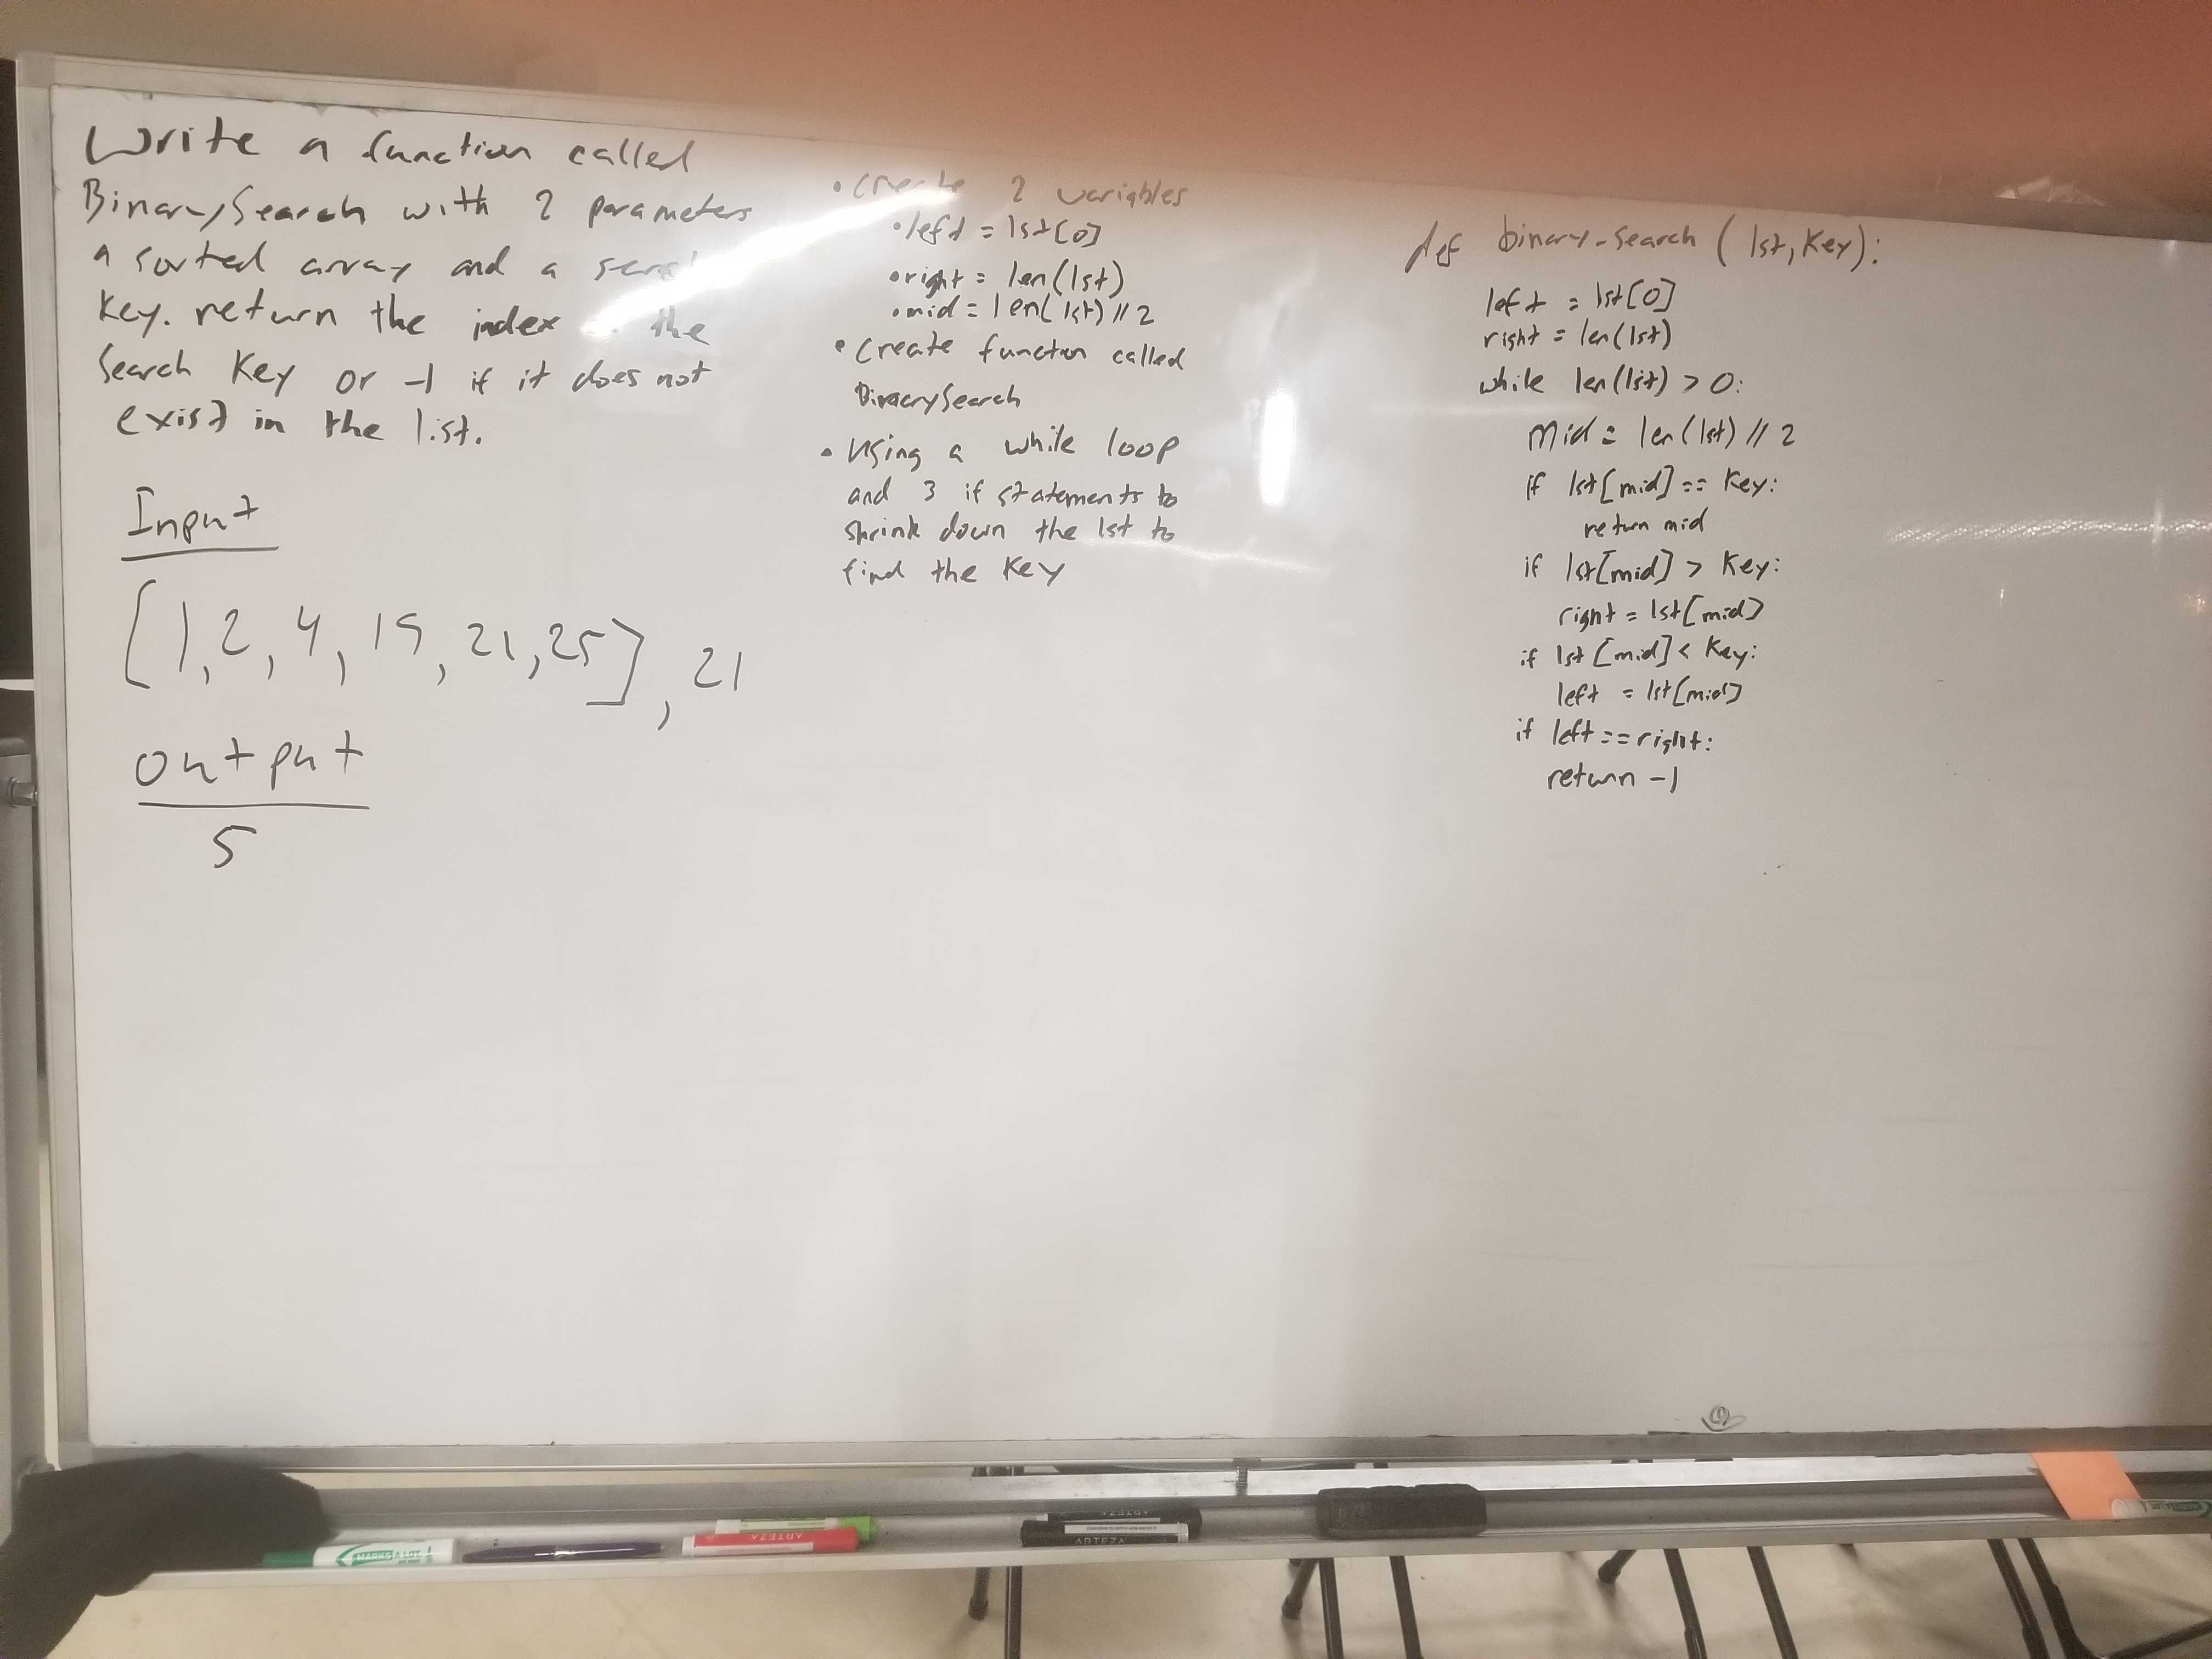 Write a function called
BinarySearch with 2 parameters
a sorted array and a
key. return the index the
Search Key or -1 if it does not
exist in the list.
Input
[1, 2, 4, 15, 21, 25], 21
output
5
• Create 2 variables
• left = lst[0]
• right = len(lst)
• mid = len(lst)//2
• Create function called
BinarySearch
• Using a while loop
and 3 if statements to
shrink down the lst to
find the Key
def binary-search (lst, Key):
left = lst[0]
right = len(lst)
while len(lst) > 0:
Mid = len(lst)//2
if lst[mid] == Key:
return mid
if lst[mid] > Key:
right = lst[mid]
if lst[mid] < Key:
left = lst[mid]
if left == right:
return -1
MARKS A LOT
ARTEZA
ARTEZA